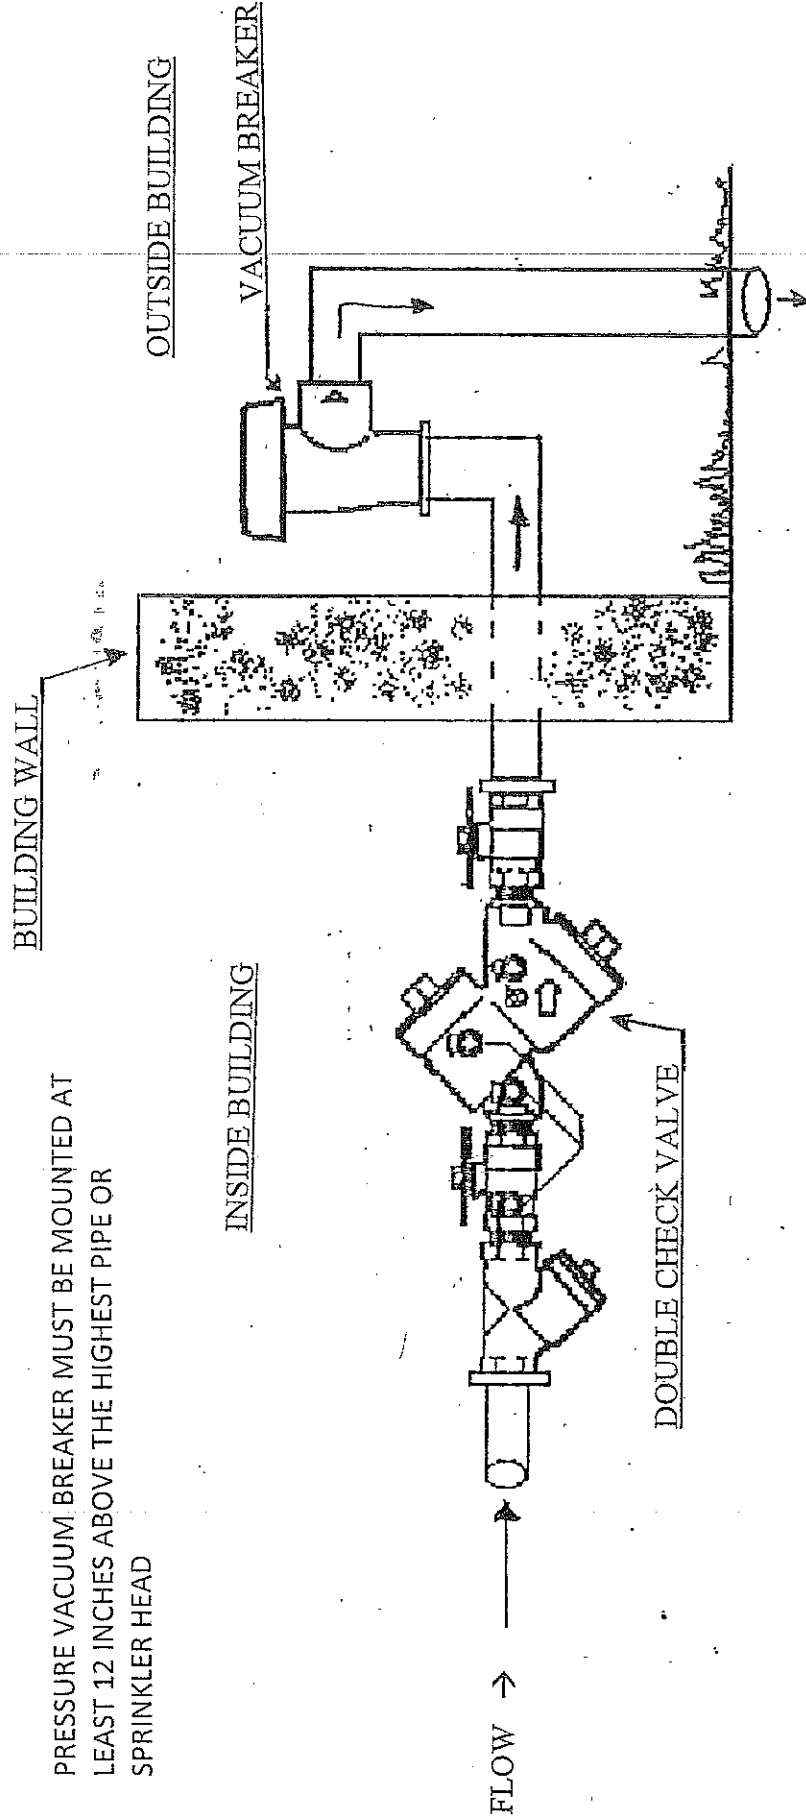 PRESSURE VACUUM BREAKER MUST BE MOUNTED AT
LEAST 12 INCHES ABOVE THE HIGHEST PIPE OR
SPRINKLER HEAD
BUILDING WALL
OUTSIDE BUILDING
VACUUM BREAKER
INSIDE BUILDING
FLOW →
DOUBLE CHECK VALVE